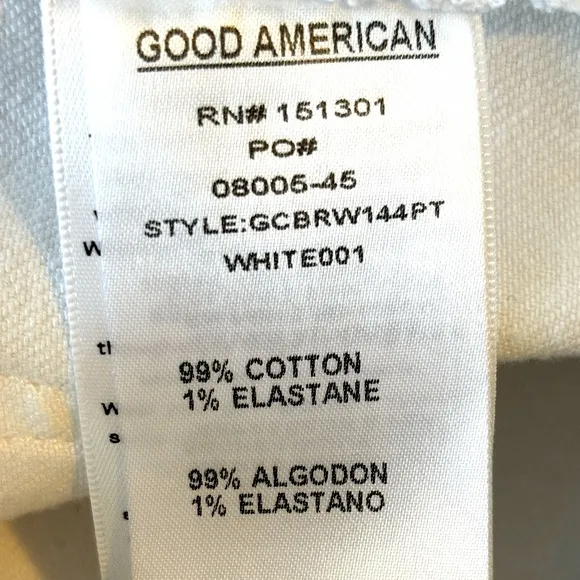 GOOD AMERICAN
RN# 151301
PO#
08005-45
STYLE:GCBRW144PT
WHITE001
99% COTTON
1% ELASTANE
99% ALGODON
1% ELASTANO